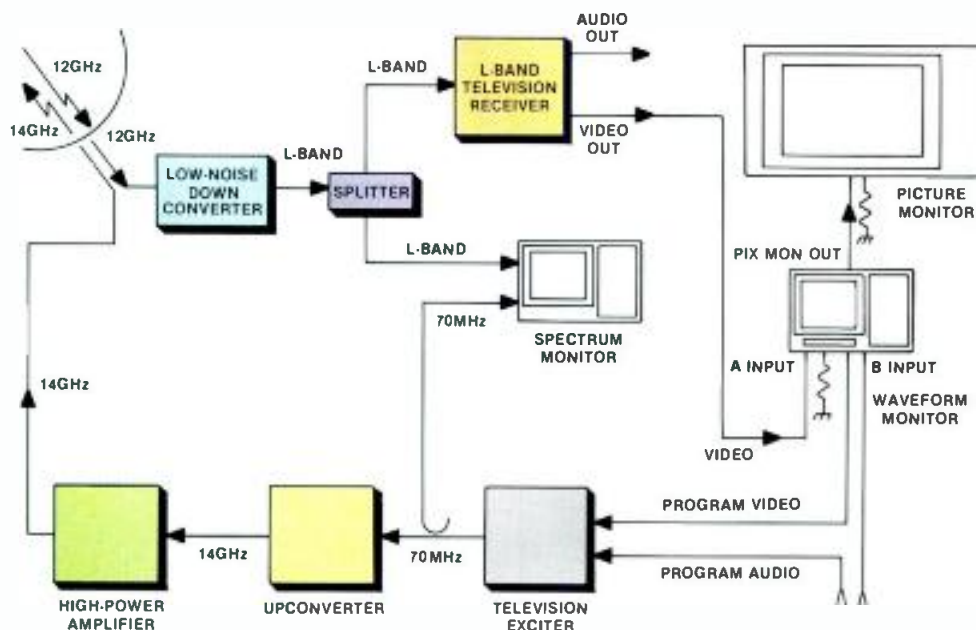 AUDIO
OUT
12GHz
L-BAND
L-BAND
TELEVISION
RECEIVER
14GHz
12GHz
L-BAND
VIDEO
OUT
LOW-NOISE
DOWN
CONVERTER
SPLITTER
PICTURE
MONITOR
L-BAND
PIX MON OUT
70MHz
SPECTRUM
MONITOR
A INPUT
B INPUT
14GHz
WAVEFORM
MONITOR
VIDEO
PROGRAM VIDEO
14GHz
70MHz
PROGRAM AUDIO
HIGH-POWER
AMPLIFIER
UPCONVERTER
TELEVISION
EXCITER